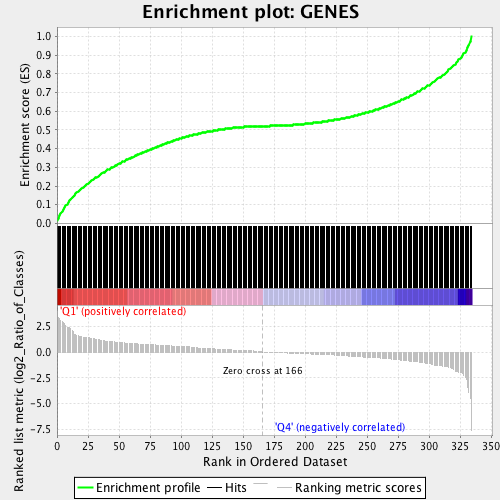 Enrichment plot: GENES
Enrichment score (ES)
1.0
0.9
0.8
0.7
0.6
0.5
0.4
0.3
0.2
0.1
0.0
Ranked list metric (log2_Ratio_of_Classes)
'Q1' (positively correlated)
2.5
0.0
-2.5
-5.0
-7.5
Zero cross at 166
'Q4' (negatively correlated)
0 25 50 75 100 125 150 175 200 225 250 275 300 325 350
Rank in Ordered Dataset
Enrichment profile Hits Ranking metric scores